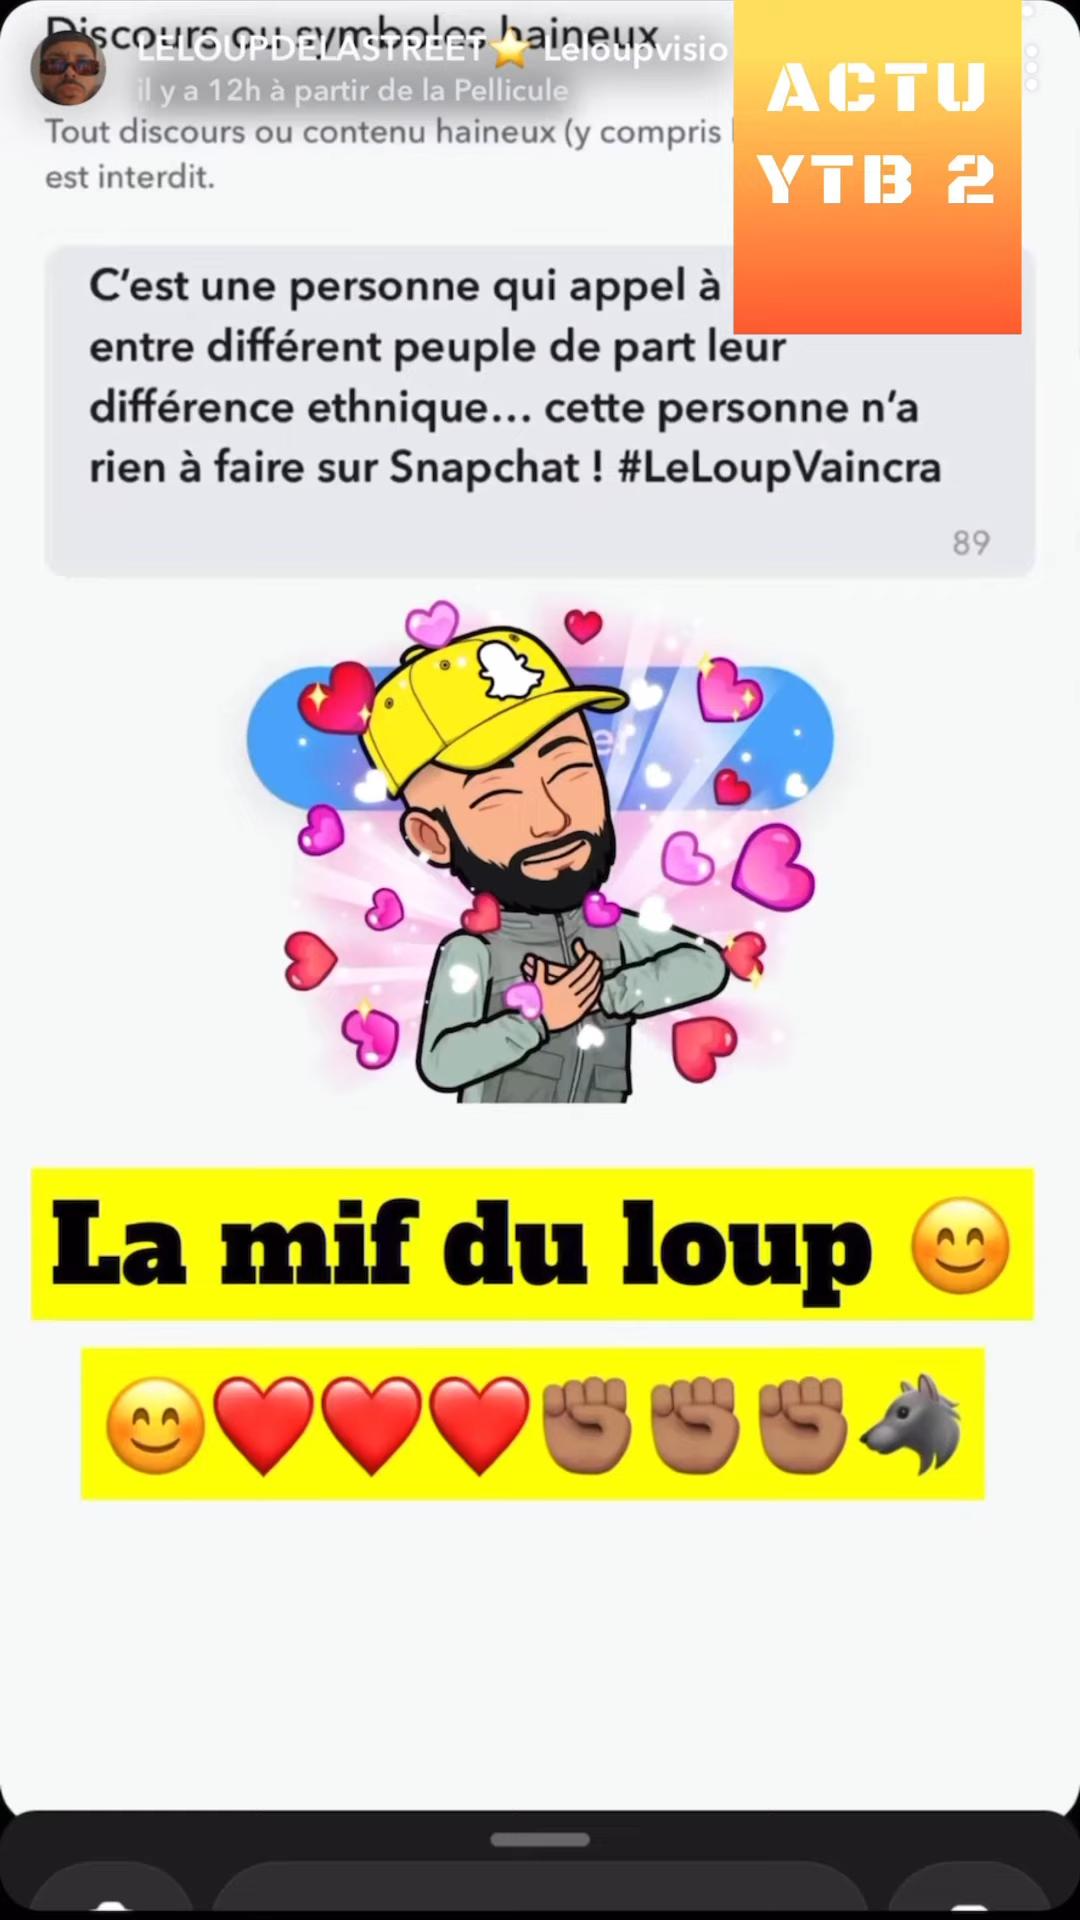 Discours ou symboles haineux
LELOUPDELASTREET⭐ Leloupvisio
il y a 12h à partir de la Pellicule
Tout discours ou contenu haineux (y compris
est interdit.
ACTU
YTB 2
C'est une personne qui appel à
entre différent peuple de part leur
différence ethnique... cette personne n'a
rien à faire sur Snapchat ! #LeLoupVaincra
89
La mif du loup 😊
😊❤️❤️❤️✊🏽✊🏽✊🏽🐺